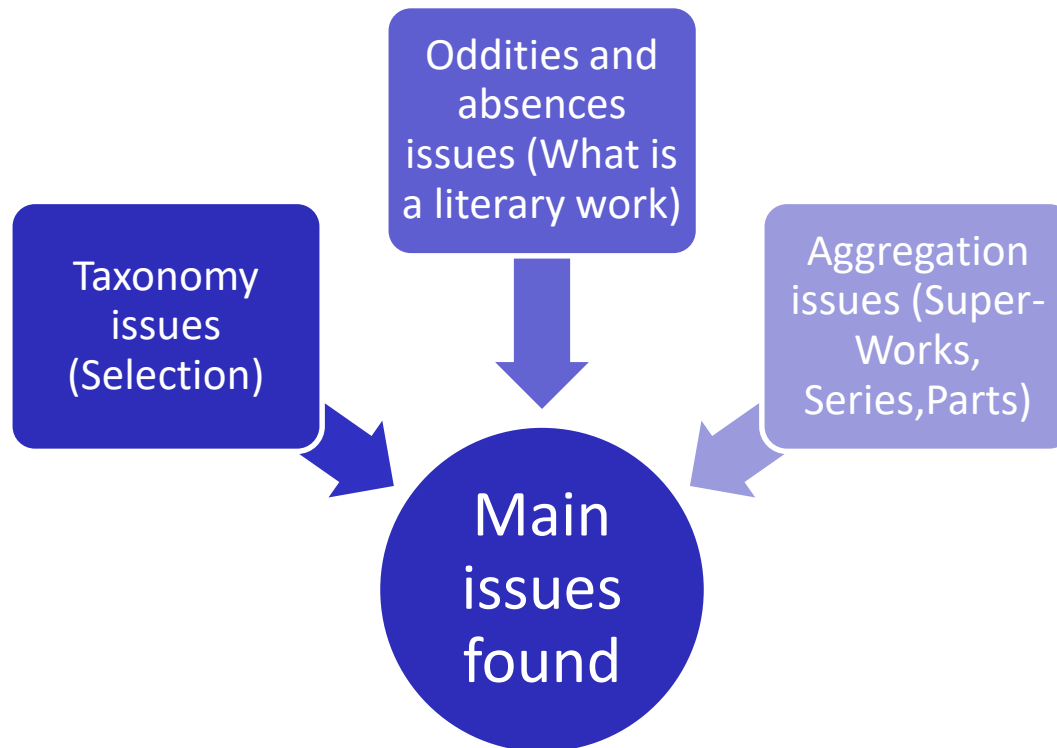 Oddities and
absences
issues (What is
a literary work)
Taxonomy
issues
(Selection)
Aggregation
issues (Super-
Works,
Series,Parts)
Main
issues
found